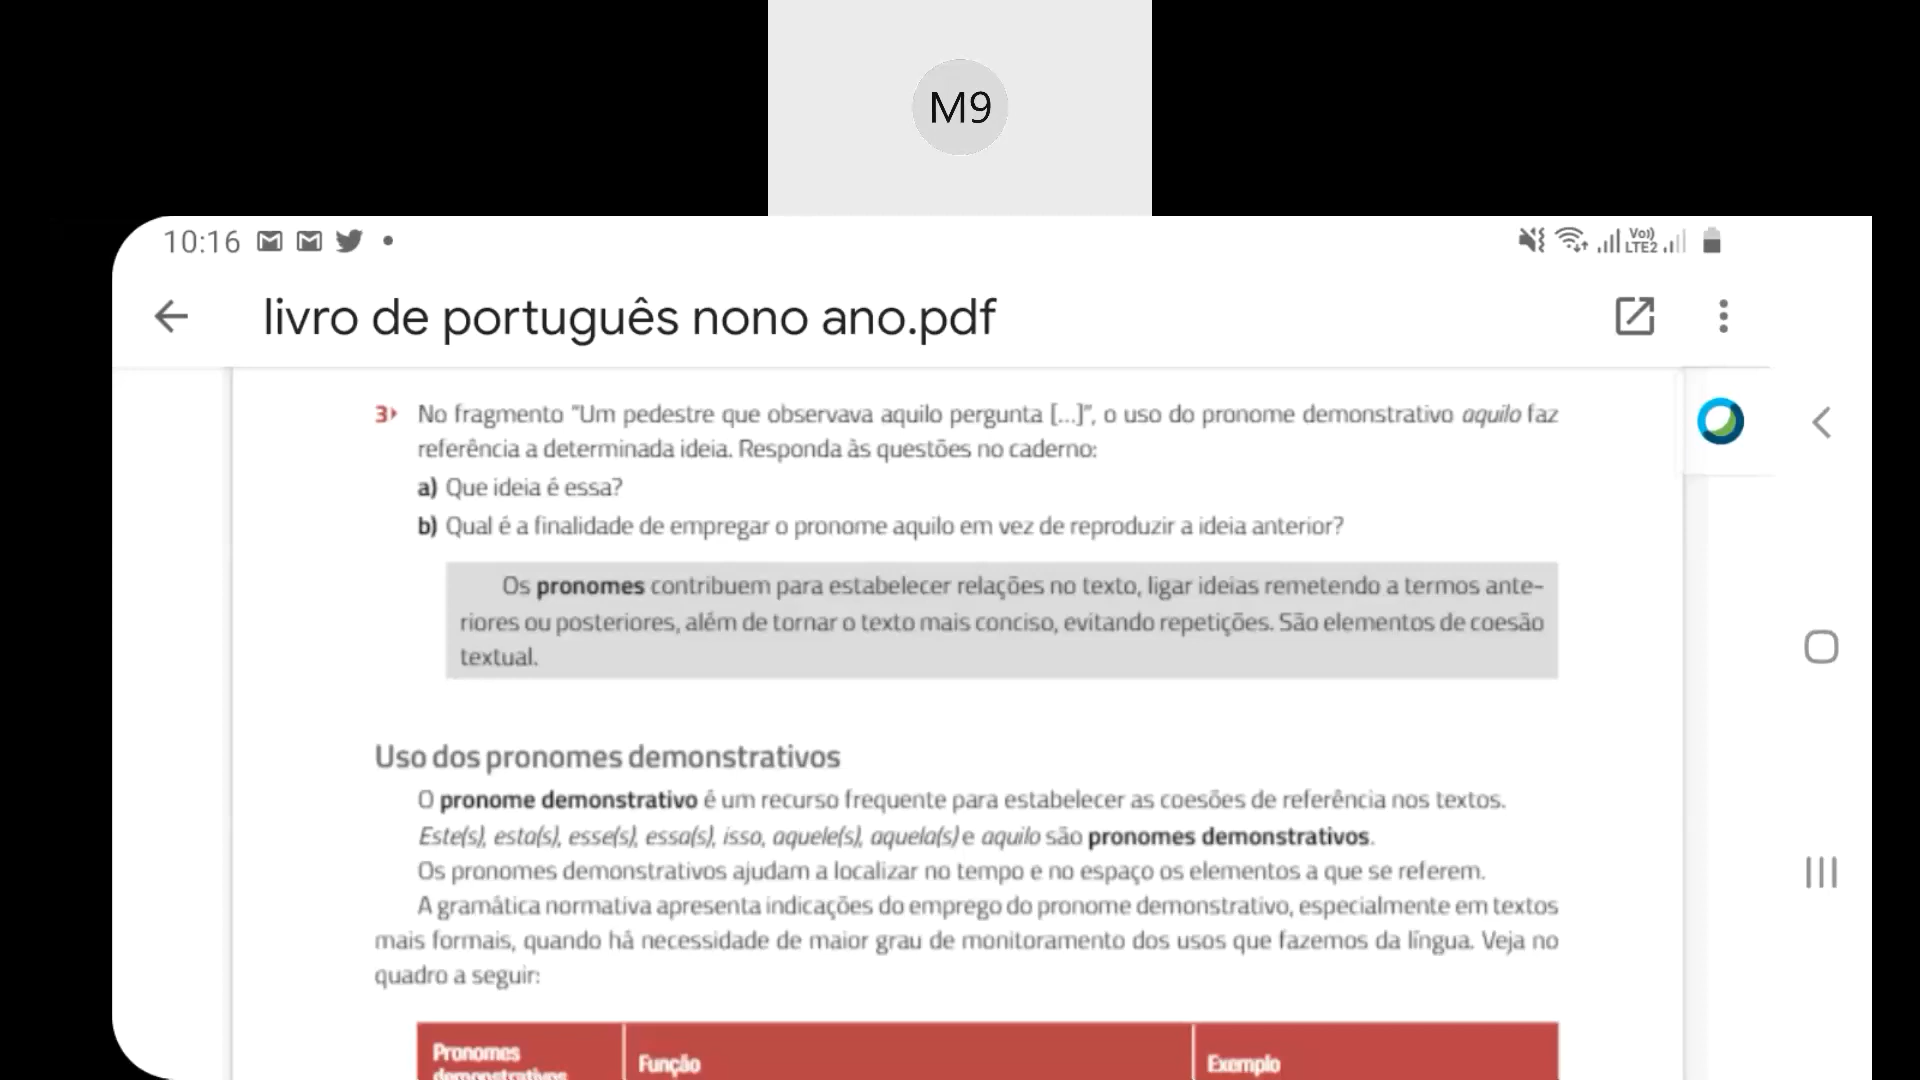 M9
10:16
Vo))
LTE2
livro de português nono ano.pdf
3 No fragmento "Um pedestre que observava aquilo pergunta [...]", o uso do pronome demonstrativo aquilo faz
referência a determinada ideia. Responda às questões no caderno:
a) Que ideia é essa?
b) Qual é a finalidade de empregar o pronome aquilo em vez de reproduzir a ideia anterior?
Os pronomes contribuem para estabelecer relações no texto, ligar ideias remetendo a termos ante-
riores ou posteriores, além de tornar o texto mais conciso, evitando repetições. São elementos de coesão
textual.
Uso dos pronomes demonstrativos
O pronome demonstrativo é um recurso frequente para estabelecer as coesões de referência nos textos.
Este(s), esta(s), esse(s), essa(s), isso, aquele(s), aquela(s) e aquilo são pronomes demonstrativos.
Os pronomes demonstrativos ajudam a localizar no tempo e no espaço os elementos a que se referem.
A gramática normativa apresenta indicações do emprego do pronome demonstrativo, especialmente em textos
mais formais, quando há necessidade de maior grau de monitoramento dos usos que fazemos da língua. Veja no
quadro a seguir:
Pronomes
demonstrativos
Função
Exemplo